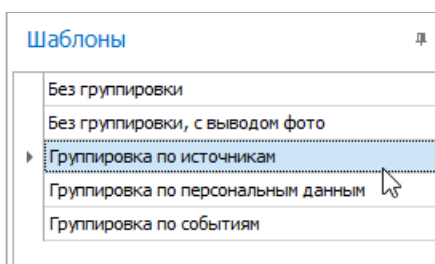 Шаблоны
Без группировки
Без группировки, с выводом фото
Группировка по источникам
Группировка по персональным данным
Группировка по событиям